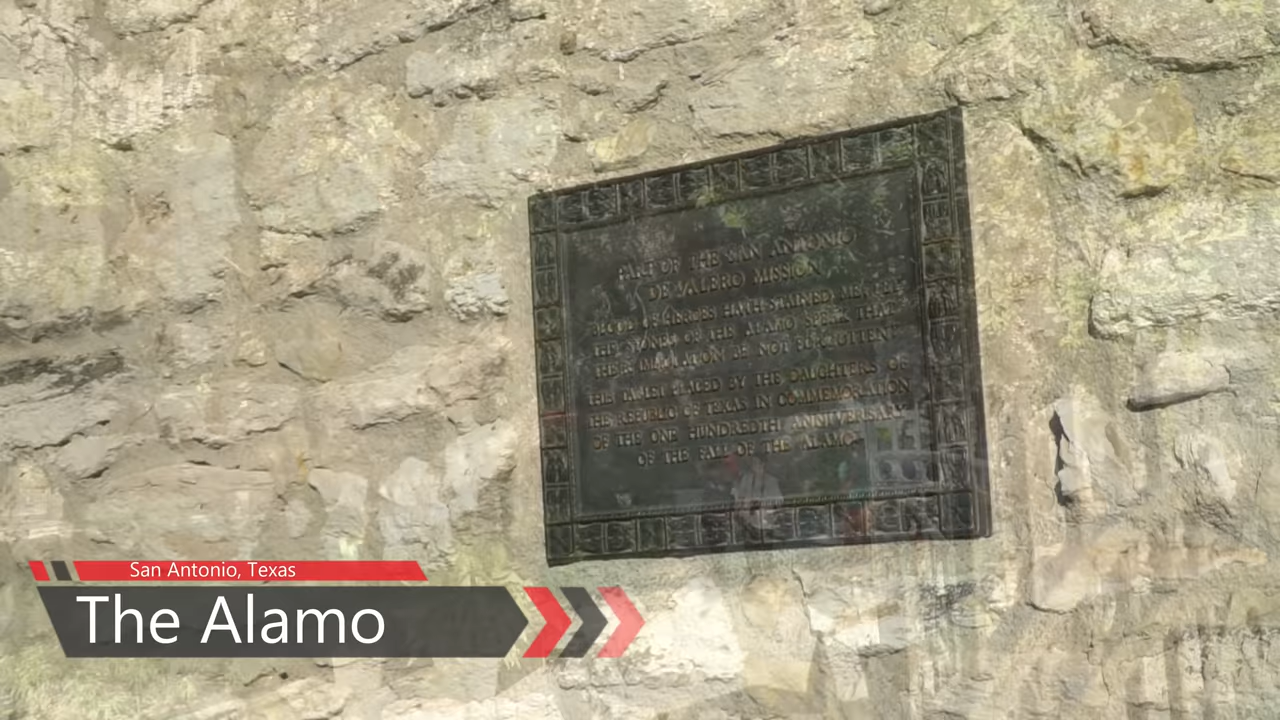 PART OF THE SAN ANTONIO
DE VALERO MISSION
BLOOD OF HEROES HATH STAINED ME LET
THE STONES OF THE ALAMO SPEAK THAT
THEIR IMMOLATION BE NOT FORGOTTEN
THE TABLET PLACED BY THE DAUGHTERS OF
THE REPUBLIC OF TEXAS IN COMMEMORATION
OF THE ONE HUNDREDTH ANNIVERSARY
OF THE FALL OF THE ALAMO
San Antonio, Texas
The Alamo